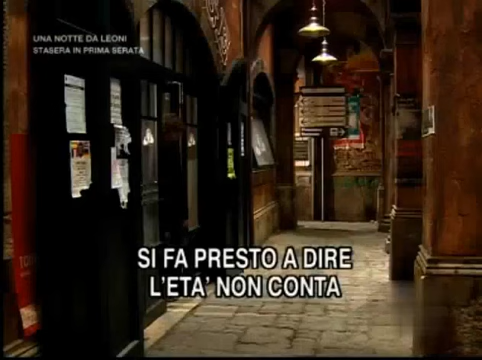 UNA NOTTE DA LEONI
STASERA IN PRIMA SERATA
SI FA PRESTO A DIRE
L'ETA' NON CONTA